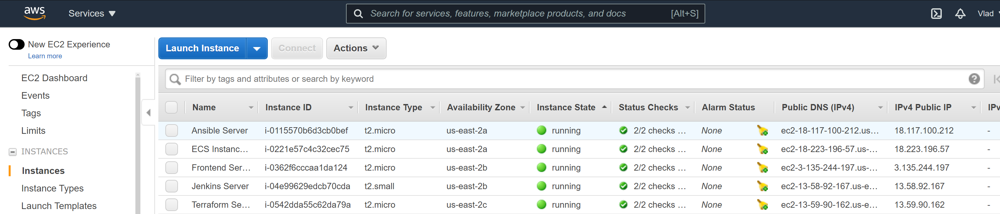 aws Services Search for services, features, marketplace products, and docs [Alt+S] Vlad
New EC2 Experience
Learn more
EC2 Dashboard
Events
Tags
Limits
INSTANCES
Instances
Instance Types
Launch Templates
Launch Instance Connect Actions
Filter by tags and attributes or search by keyword
Name Instance ID Instance Type Availability Zone Instance State Status Checks Alarm Status Public DNS (IPv4) IPv4 Public IP IPv
Ansible Server i-0115570b6d3cb0bef t2.micro us-east-2a running 2/2 checks ... None ec2-18-117-100-212.us... 18.117.100.212 -
ECS Instanc... i-0221e57c4c32cec75 t2.micro us-east-2a running 2/2 checks ... None ec2-18-223-196-57.us-... 18.223.196.57 -
Frontend Ser... i-0362f6cccaa1da124 t2.micro us-east-2b running 2/2 checks ... None ec2-3-135-244-197.us-... 3.135.244.197 -
Jenkins Server i-04e99629edcb70cda t2.small us-east-2b running 2/2 checks ... None ec2-13-58-92-167.us-e... 13.58.92.167 -
Terraform Se... i-0542dda55c62da79a t2.micro us-east-2c running 2/2 checks ... None ec2-13-59-90-162.us-e... 13.59.90.162 -